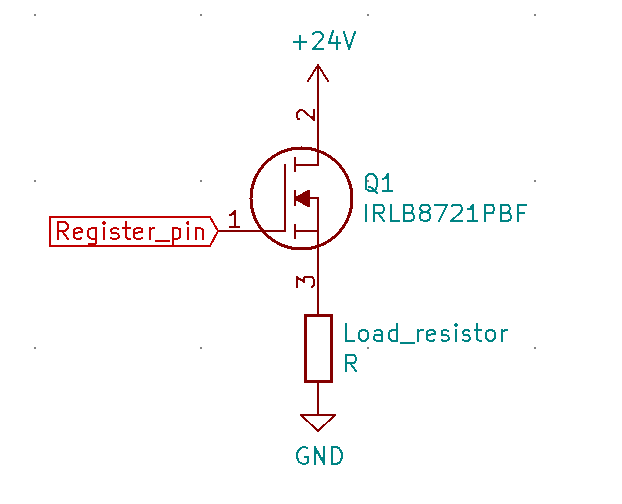 +24V
2
Q1
IRLB8721PBF
Register_pin
1
3
Load_resistor
R
GND